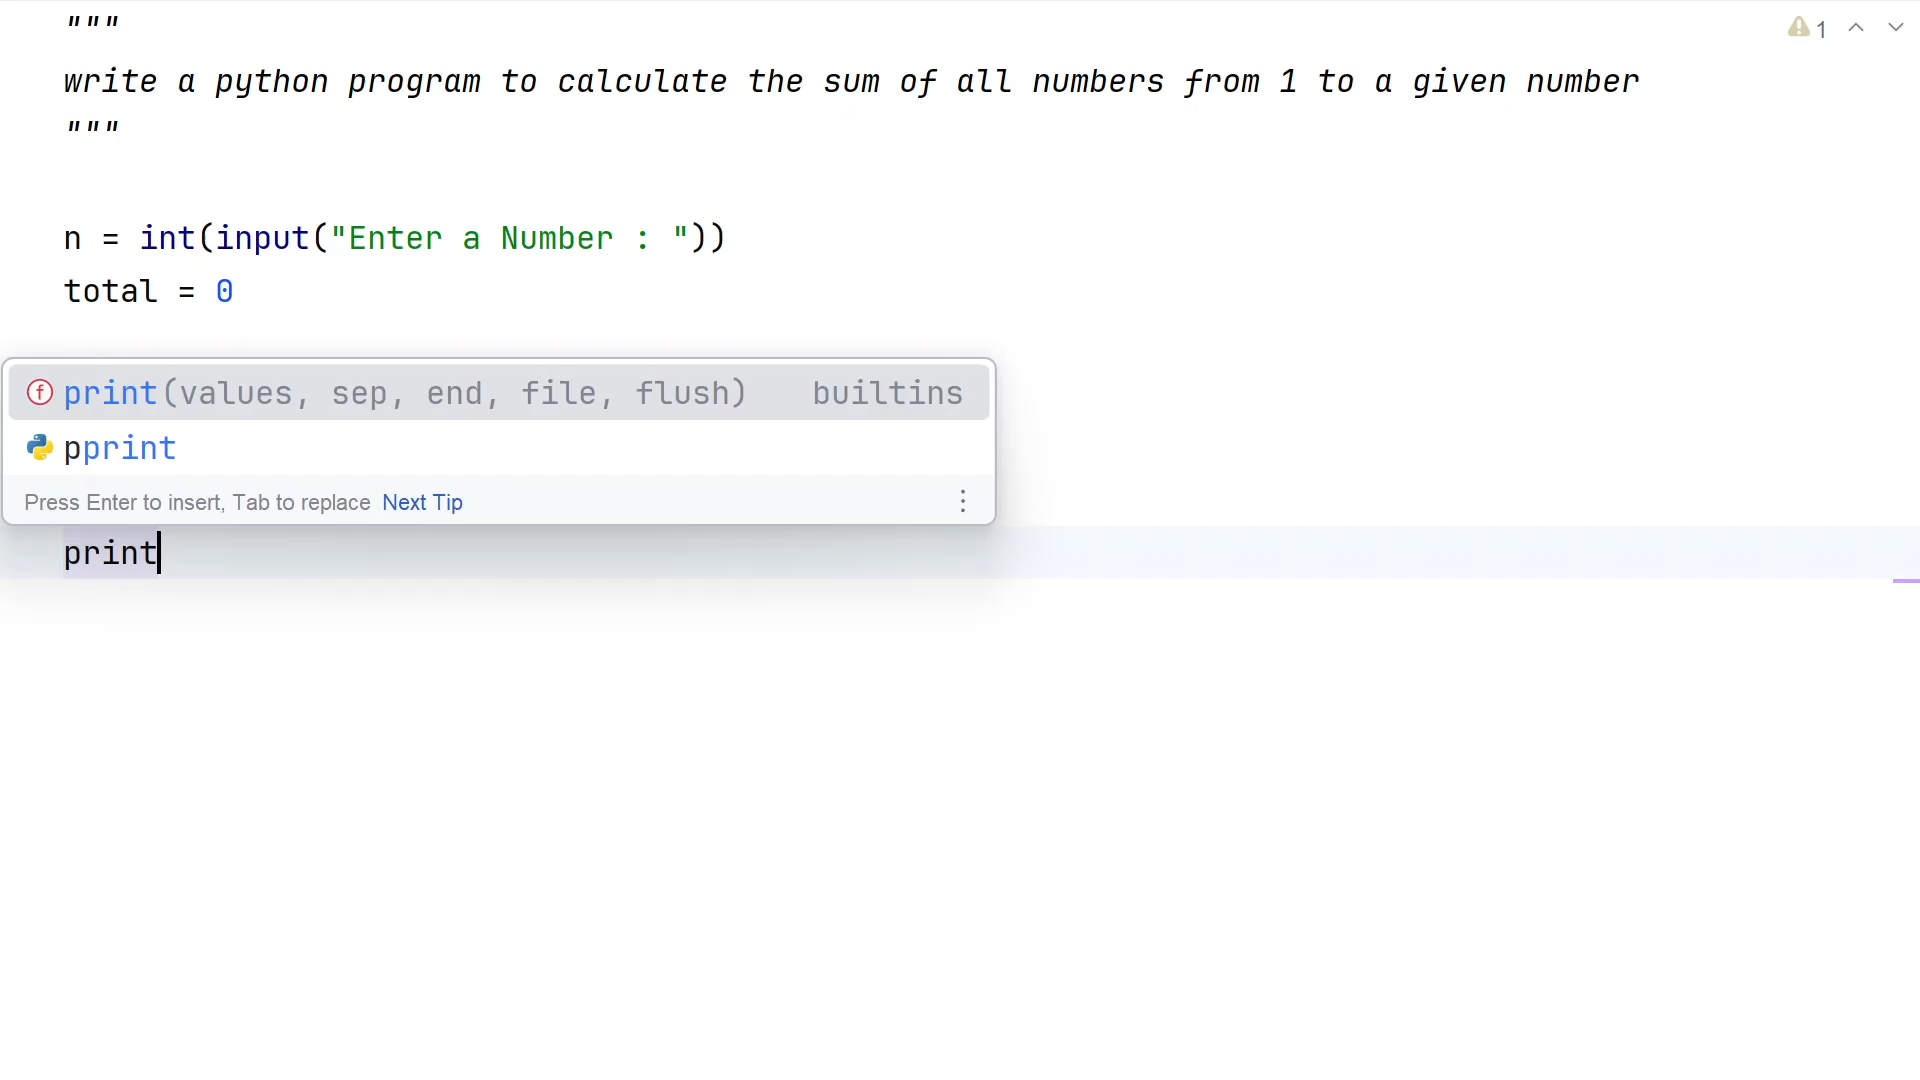 """
write a python program to calculate the sum of all numbers from 1 to a given number
"""
n = int(input("Enter a Number : "))
total = 0
print(values, sep, end, file, flush) builtins
pprint
Press Enter to insert, Tab to replace Next Tip
print
1